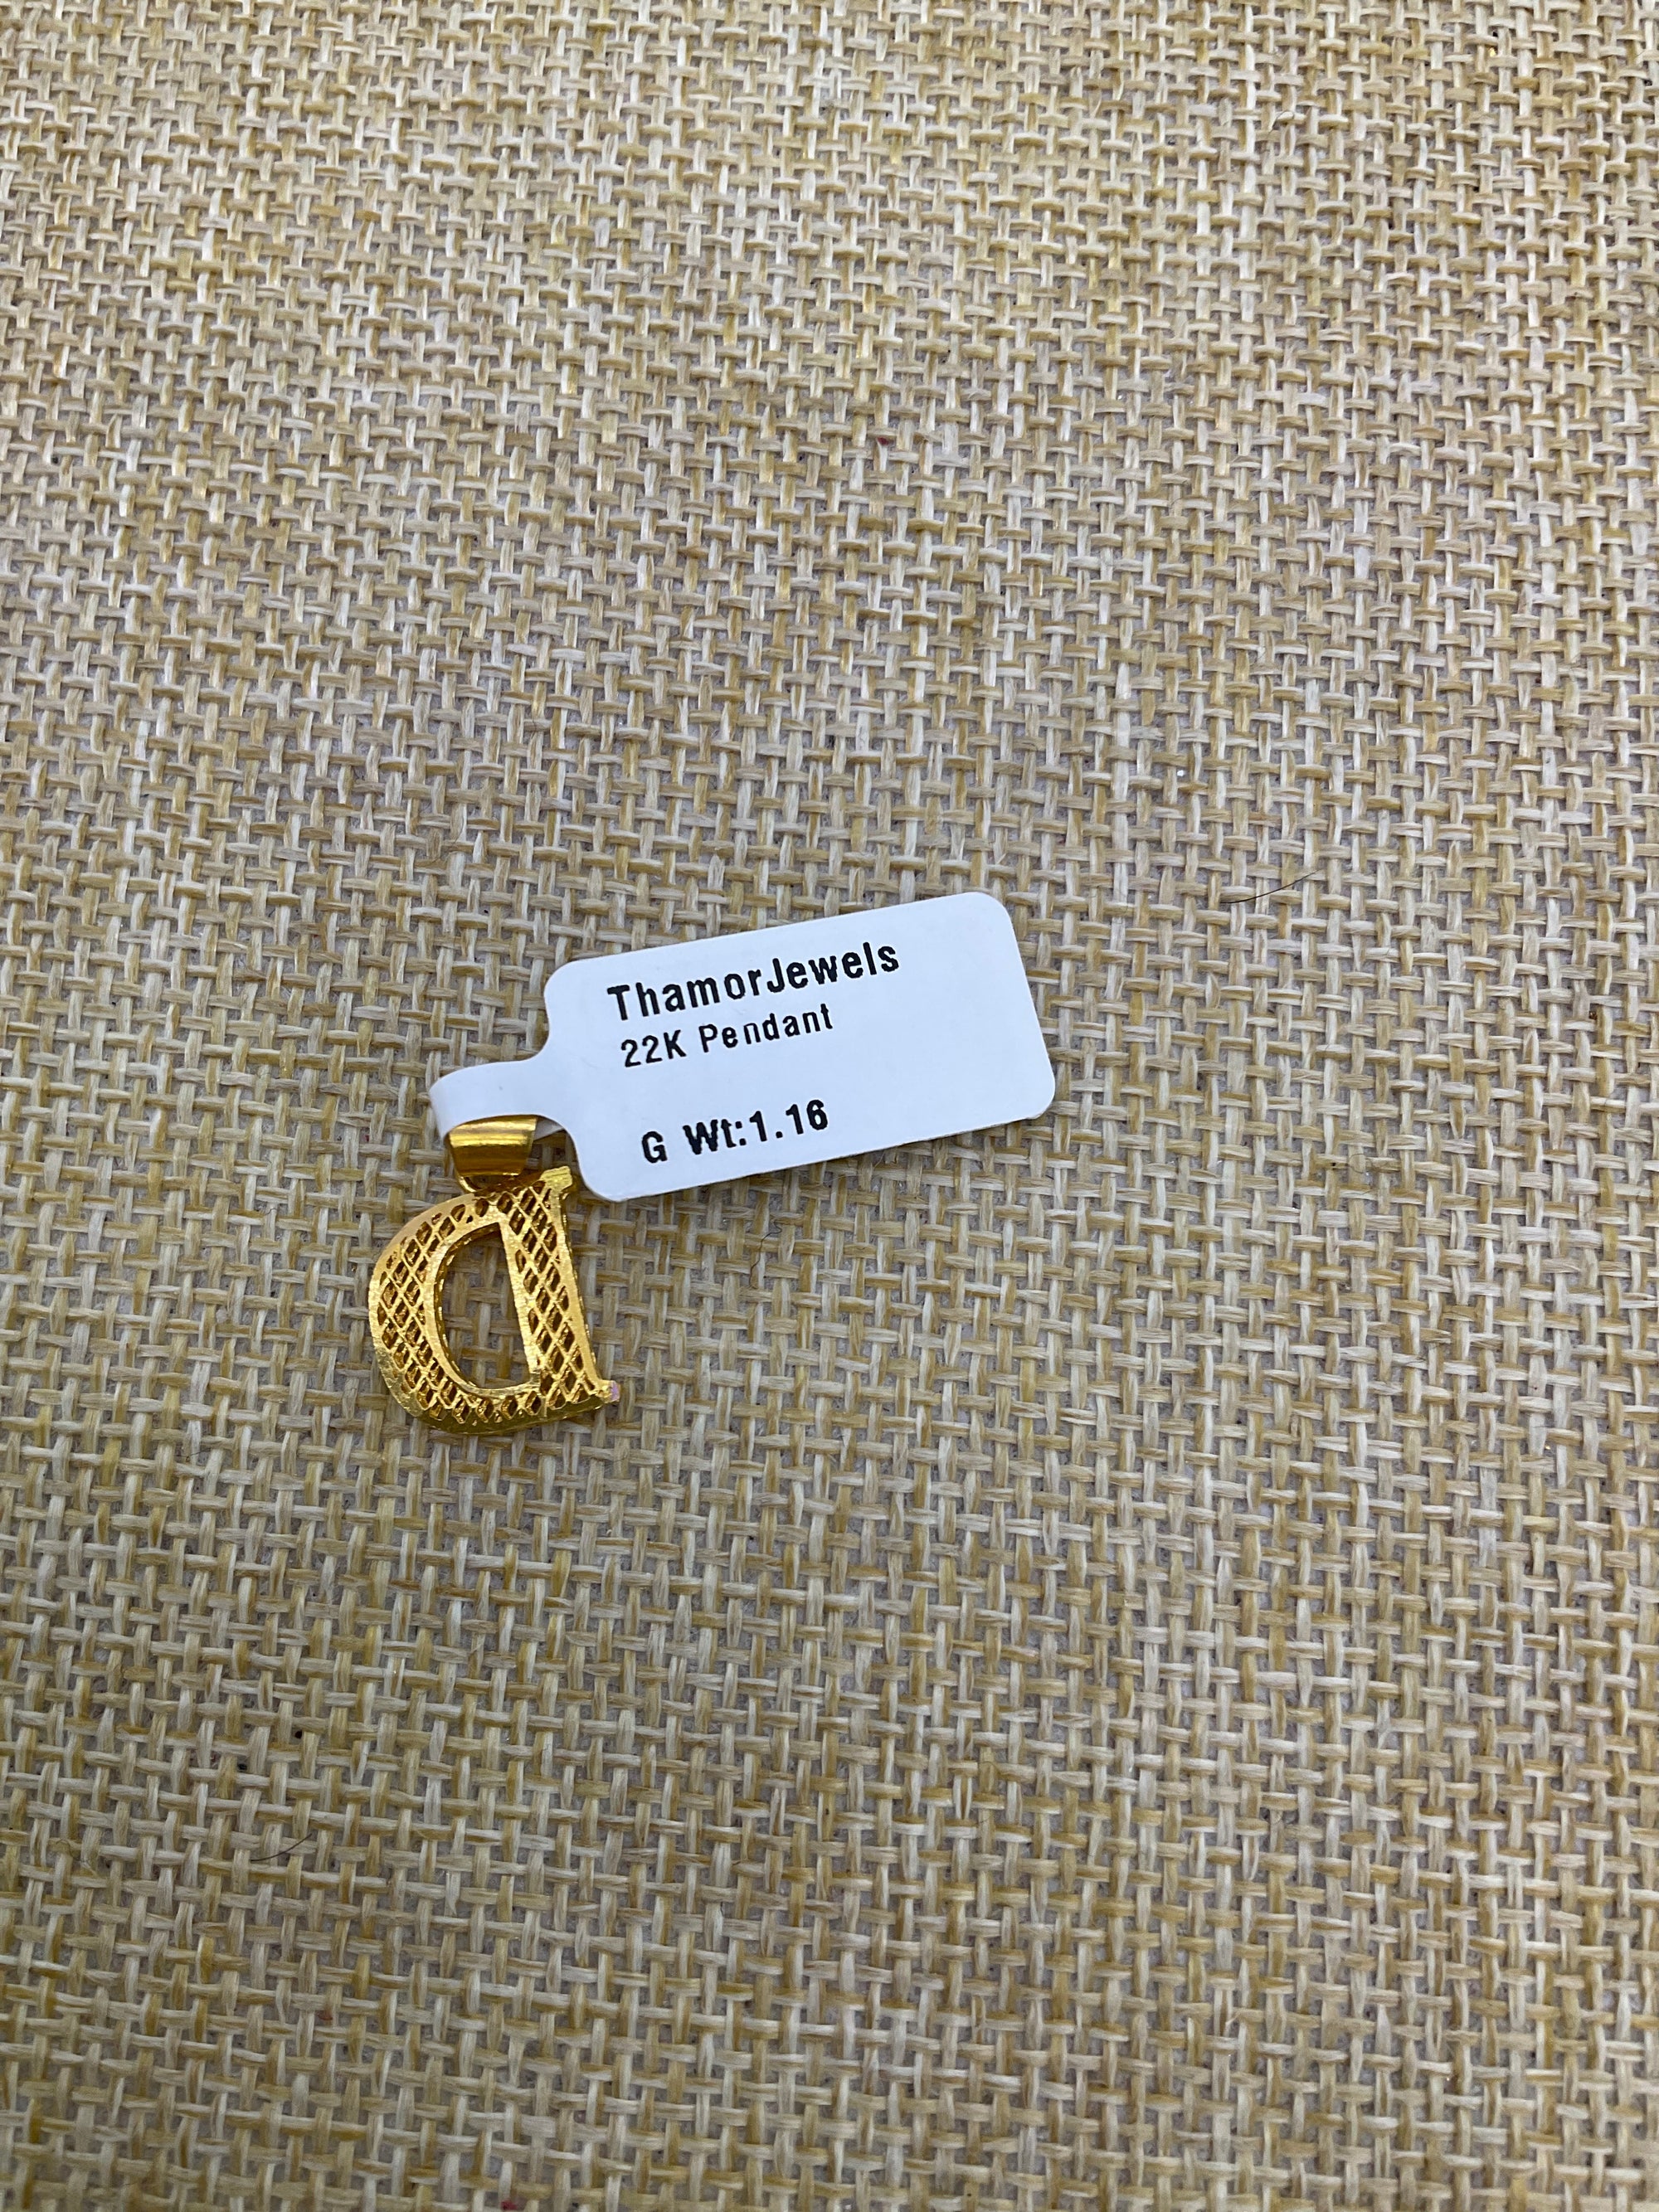 ThamorJewels
22K Pendant
G Wt:1.16